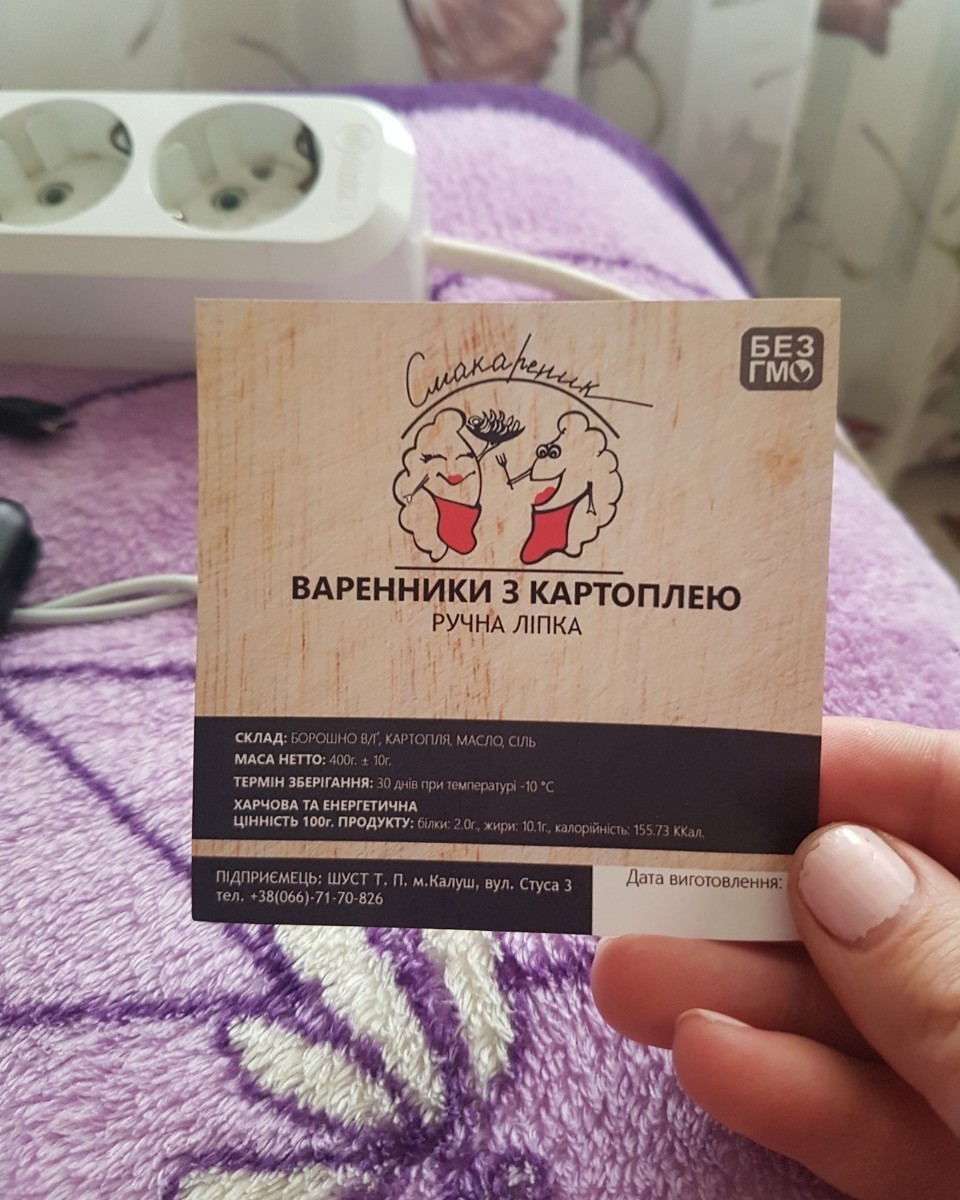 Смакареник
БЕЗ
ГМО
ВАРЕННИКИ З КАРТОПЛЕЮ
РУЧНА ЛІПКА
СКЛАД: БОРОШНО В/Ґ, КАРТОПЛЯ, МАСЛО, СІЛЬ
МАСА НЕТТО: 400г. ± 10г.
ТЕРМІН ЗБЕРІГАННЯ: 30 днів при температурі -10 °C
ХАРЧОВА ТА ЕНЕРГЕТИЧНА
ЦІННІСТЬ 100г. ПРОДУКТУ: білки: 2.0г., жири: 10.1г., калорійність: 155.73 ККал.
ПІДПРИЄМЕЦЬ: ШУСТ Т. П. м.Калуш, вул. Стуса 3
тел. +38(066)-71-70-826
Дата виготовлення: